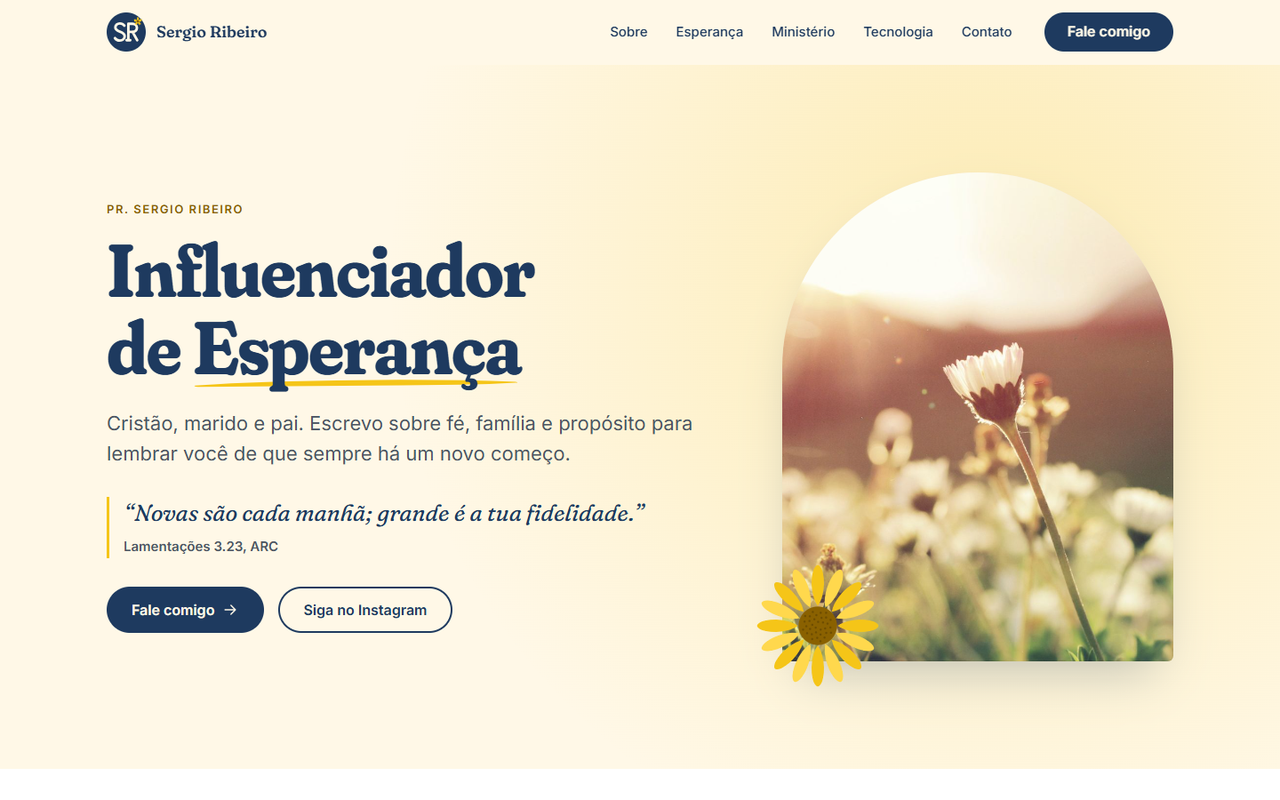 SR
Sergio Ribeiro
Sobre
Esperança
Ministério
Tecnologia
Contato
Fale comigo
PR. SERGIO RIBEIRO
Influenciador
de Esperança
Cristão, marido e pai. Escrevo sobre fé, família e propósito para
lembrar você de que sempre há um novo começo.
“Novas são cada manhã; grande é a tua fidelidade.”
Lamentações 3.23, ARC
Fale comigo →
Siga no Instagram